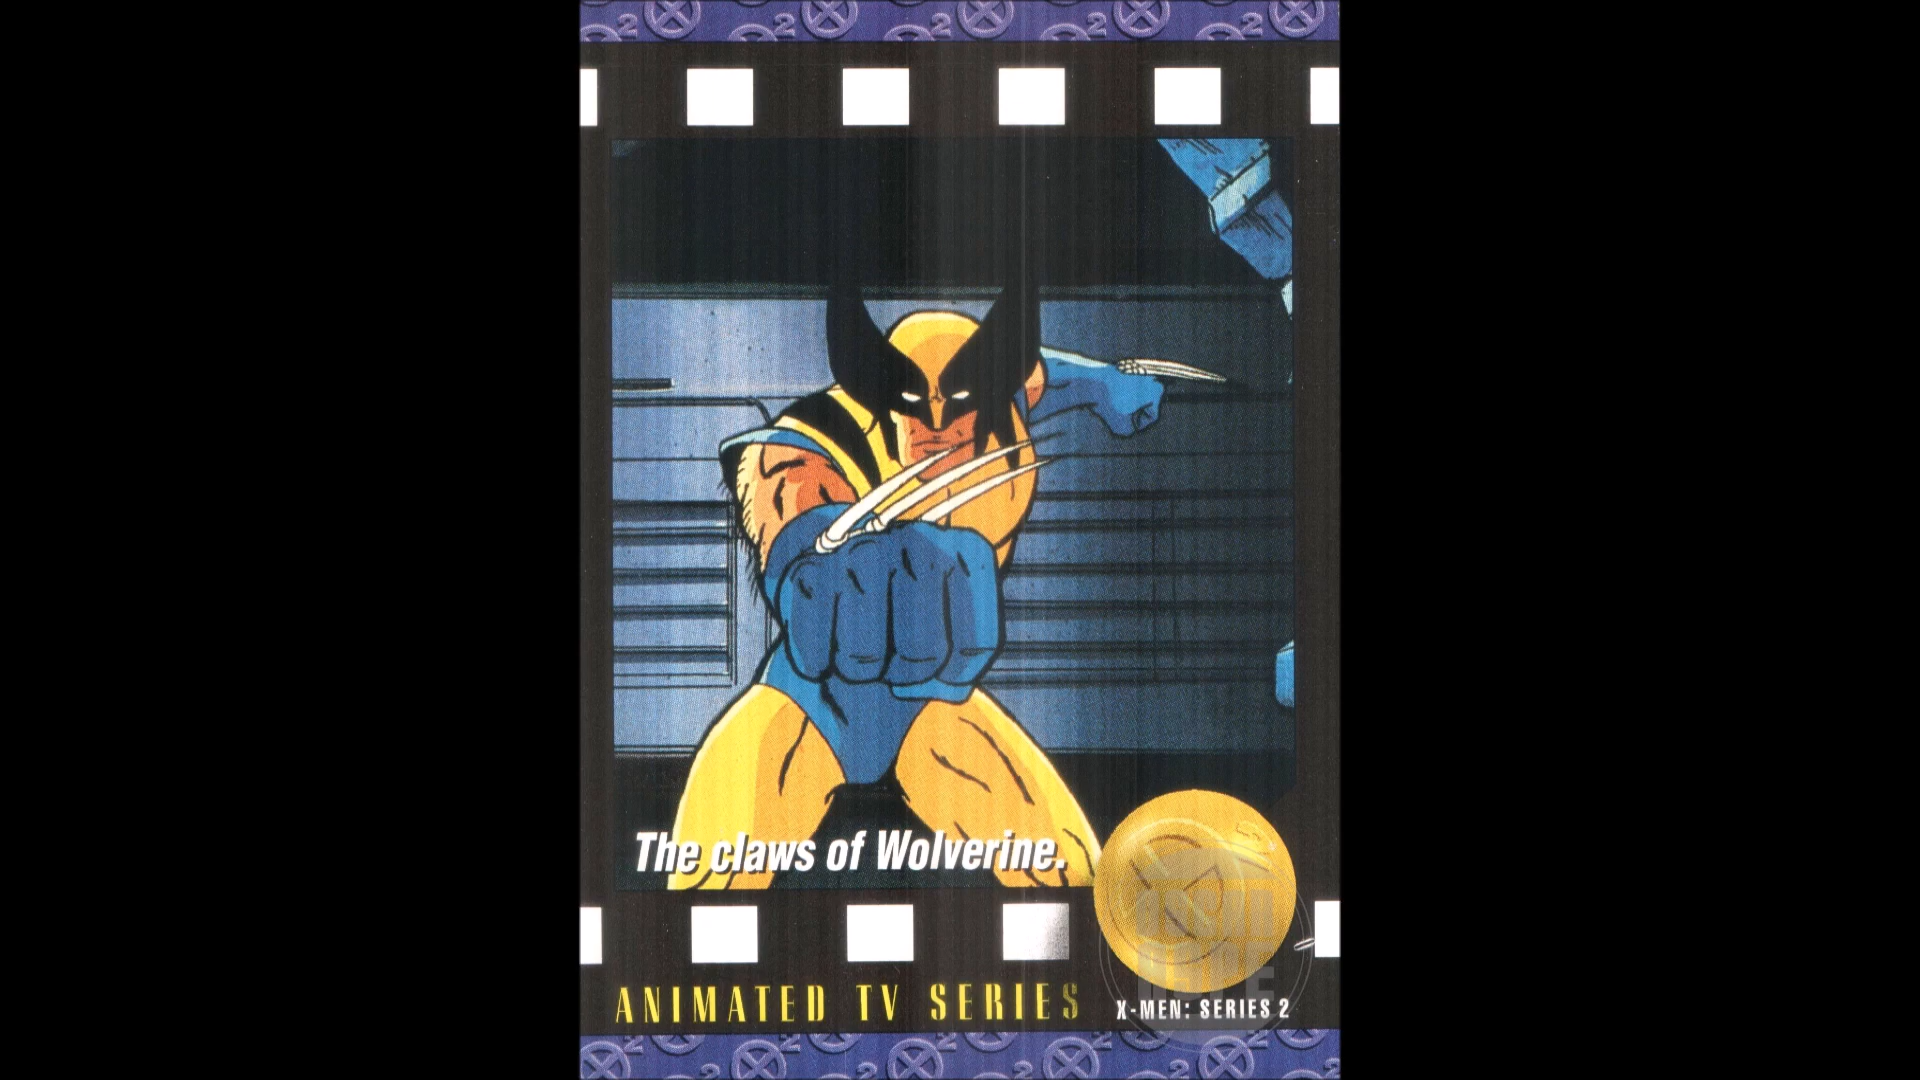 The claws of Wolverine.
ANIMATED TV SERIES
X-MEN: SERIES 2